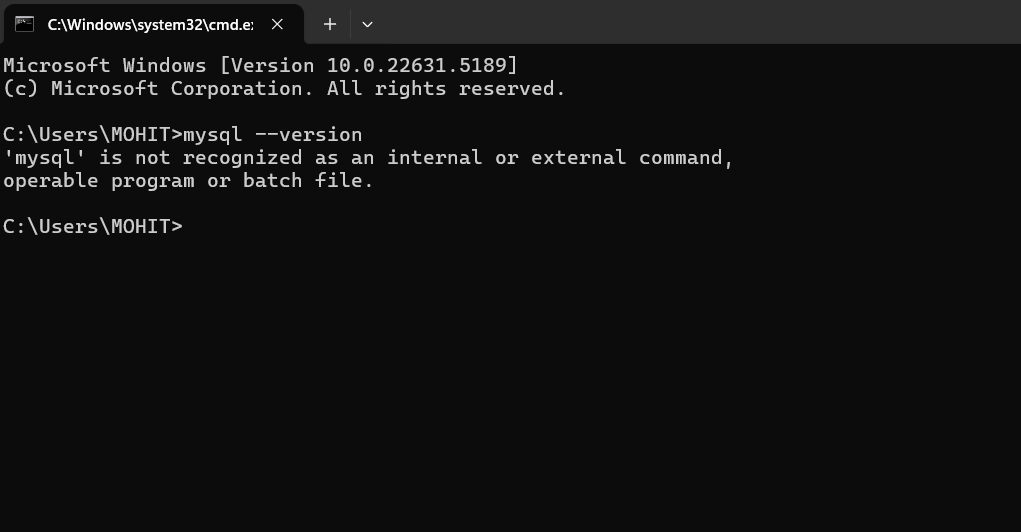 C:\Windows\system32\cmd.e
Microsoft Windows [Version 10.0.22631.5189]
(c) Microsoft Corporation. All rights reserved.
C:\Users\MOHIT>mysql --version
'mysql' is not recognized as an internal or external command,
operable program or batch file.
C:\Users\MOHIT>